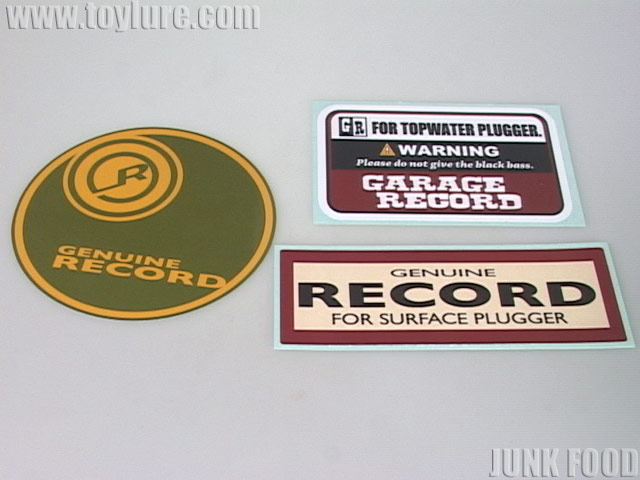 www.toylure.com
GR FOR TOPWATER PLUGGER.
WARNING
Please do not give the black bass.
GARAGE
RECORD
R
GENUINE
RECORD
GENUINE
RECORD
FOR SURFACE PLUGGER
JUNK FOOD